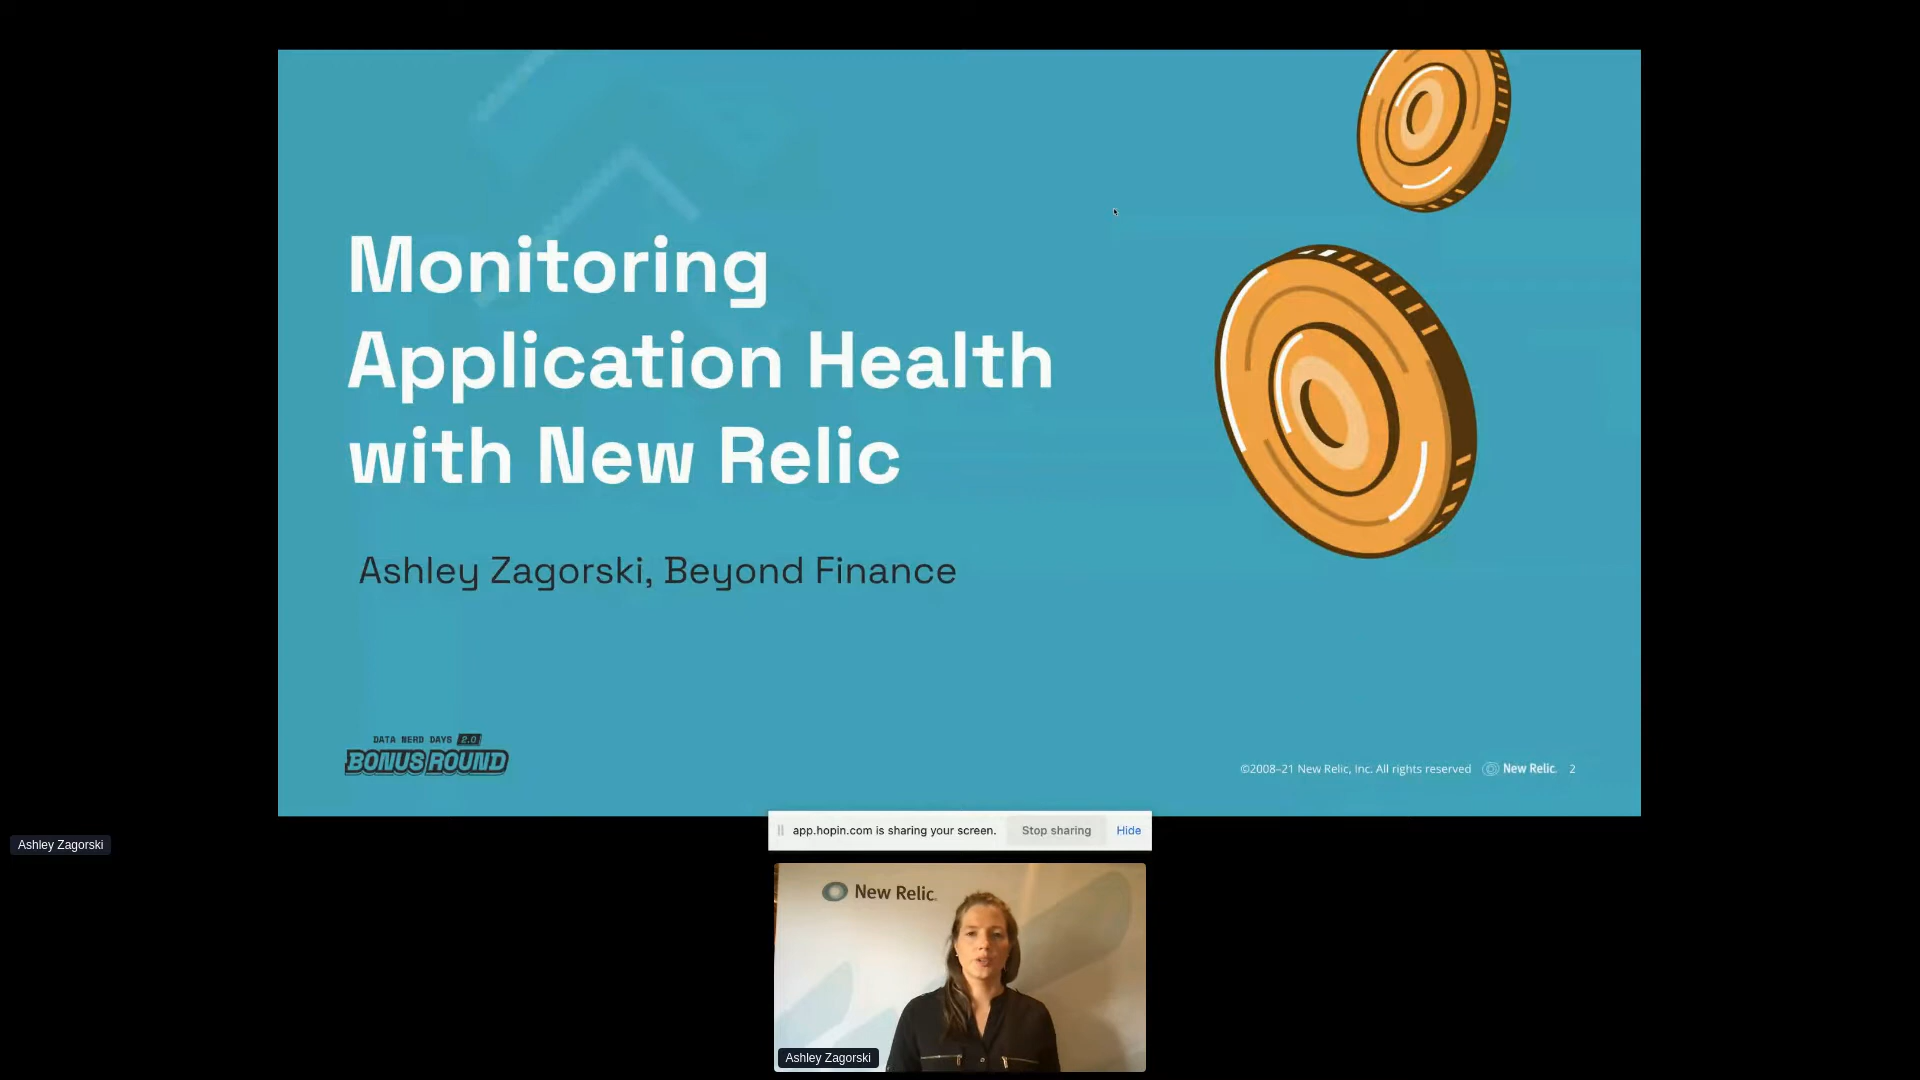 Monitoring
Application Health
with New Relic
Ashley Zagorski, Beyond Finance
DATA NERD DAYS 2.0
BONUS ROUND
©2008–21 New Relic, Inc. All rights reserved New Relic. 2
app.hopin.com is sharing your screen. Stop sharing Hide
Ashley Zagorski
New Relic.
Ashley Zagorski